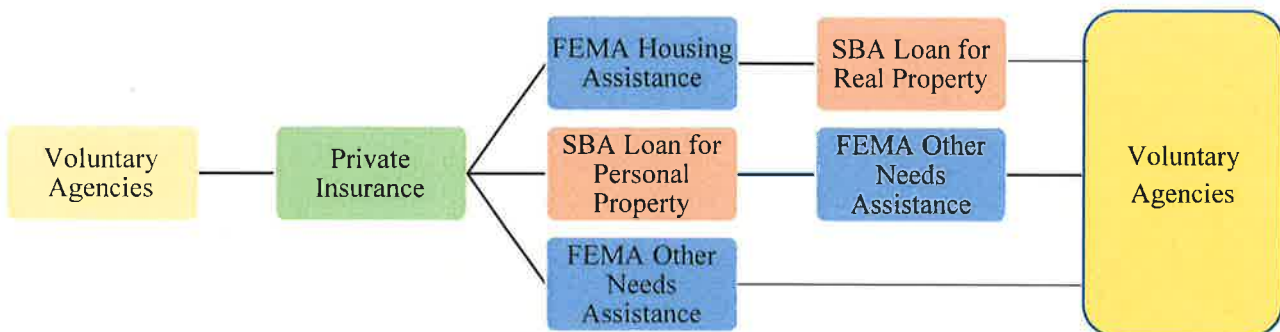 Voluntary
Agencies
Private
Insurance
FEMA Housing
Assistance
SBA Loan for
Real Property
SBA Loan for
Personal
Property
FEMA Other
Needs
Assistance
FEMA Other
Needs
Assistance
Voluntary
Agencies